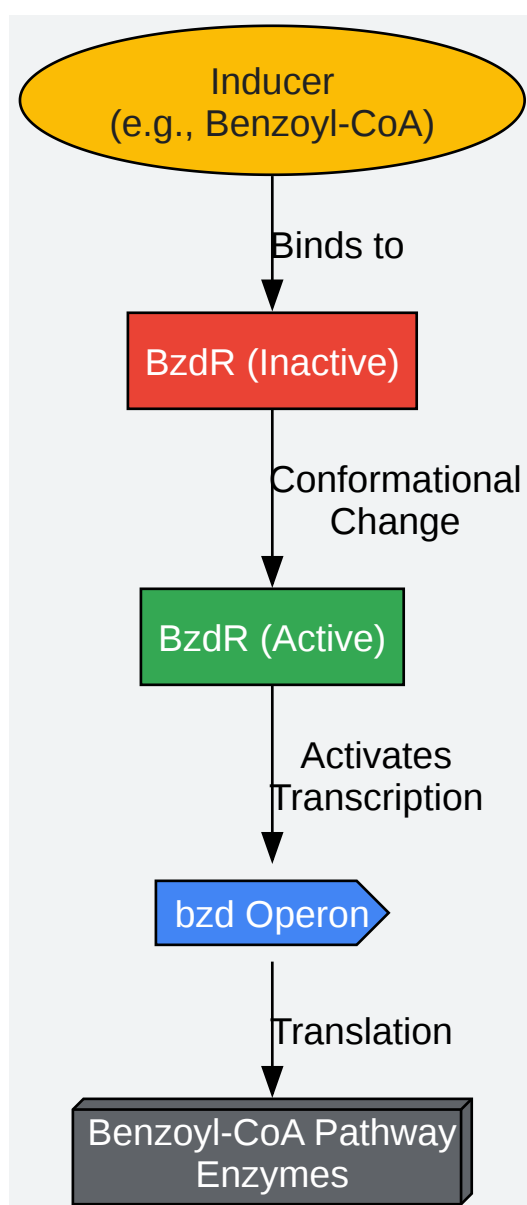 Inducer
(e.g., Benzoyl-CoA)
Binds to
BzdR (Inactive)
Conformational
Change
BzdR (Active)
Activates
Transcription
bzd Operon
Translation
Benzoyl-CoA Pathway
Enzymes